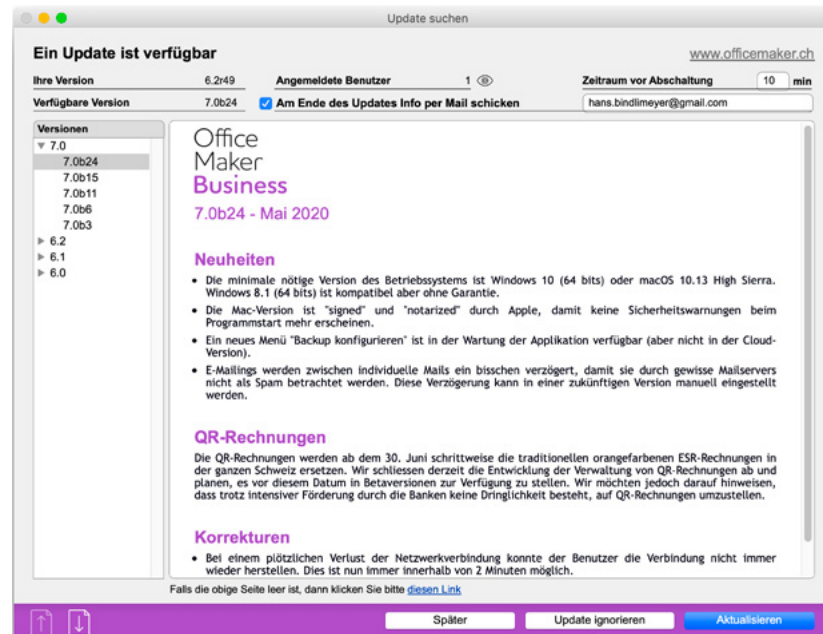 Update suchen
Ein Update ist verfügbar
www.officemaker.ch
Ihre Version 6.2r49 Angemeldete Benutzer 1 Zeitraum vor Abschaltung 10 min
Verfügbare Version 7.0b24 Am Ende des Updates Info per Mail schicken hans.bindlimeyer@gmail.com
Versionen
7.0
7.0b24
7.0b15
7.0b11
7.0b6
7.0b3
6.2
6.1
6.0
Office
Maker
Business
7.0b24 - Mai 2020
Neuheiten
• Die minimale nötige Version des Betriebssystems ist Windows 10 (64 bits) oder macOS 10.13 High Sierra.
Windows 8.1 (64 bits) ist kompatibel aber ohne Garantie.
• Die Mac-Version ist "signed" und "notarized" durch Apple, damit keine Sicherheitswarnungen beim
Programmstart mehr erscheinen.
• Ein neues Menü "Backup konfigurieren" ist in der Wartung der Applikation verfügbar (aber nicht in der Cloud-
Version).
• E-Mailings werden zwischen individuelle Mails ein bisschen verzögert, damit sie durch gewisse Mailservers
nicht als Spam betrachtet werden. Diese Verzögerung kann in einer zukünftigen Version manuell eingestellt
werden.
QR-Rechnungen
Die QR-Rechnungen werden ab dem 30. Juni schrittweise die traditionellen orangefarbenen ESR-Rechnungen in
der ganzen Schweiz ersetzen. Wir schliessen derzeit die Entwicklung der Verwaltung von QR-Rechnungen ab und
planen, es vor diesem Datum in Betaversionen zur Verfügung zu stellen. Wir möchten jedoch darauf hinweisen,
dass trotz intensiver Förderung durch die Banken keine Dringlichkeit besteht, auf QR-Rechnungen umzustellen.
Korrekturen
• Bei einem plötzlichen Verlust der Netzwerkverbindung konnte der Benutzer die Verbindung nicht immer
wieder herstellen. Dies ist nun immer innerhalb von 2 Minuten möglich.
Falls die obige Seite leer ist, dann klicken Sie bitte diesen Link
Später Update ignorieren Aktualisieren